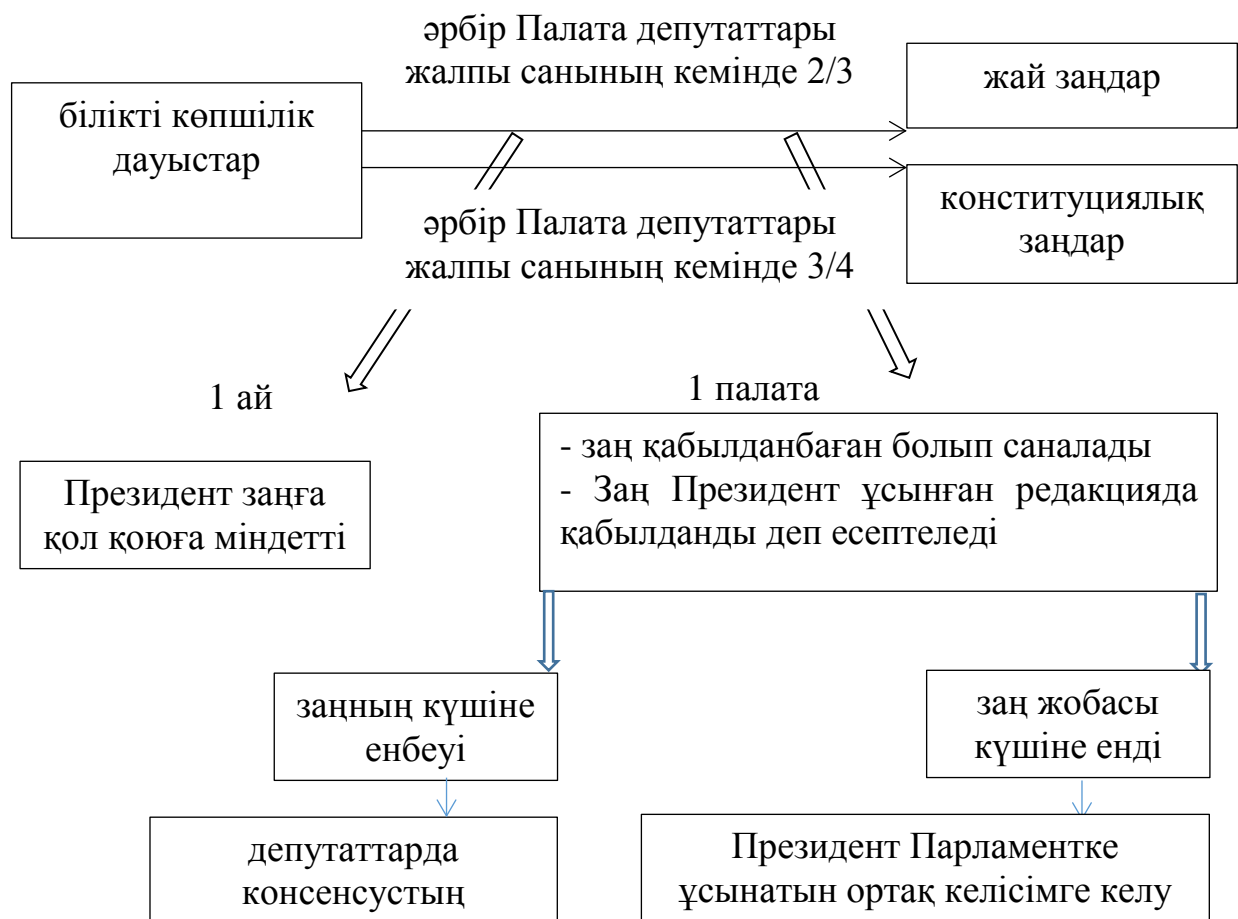 әрбір Палата депутаттары
жалпы санының кемінде 2/3
жай заңдар
білікті көпшілік
дауыстар
конституциялық
заңдар
әрбір Палата депутаттары
жалпы санының кемінде 3/4
1 ай
1 палата
Президент заңға
қол қоюға міндетті
- заң қабылданбаған болып саналады
- Заң Президент ұсынған редакцияда
қабылданды деп есептеледі
заңның күшіне
енбеуі
заң жобасы
күшіне енді
депутаттарда
консенсустың
Президент Парламентке
ұсынатын ортақ келісімге келу